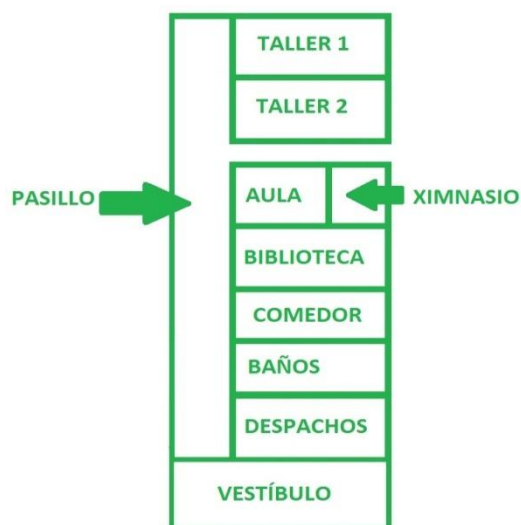 TALLER 1
TALLER 2
PASILLO
AULA
XIMNASIO
BIBLIOTECA
COMEDOR
BAÑOS
DESPACHOS
VESTÍBULO